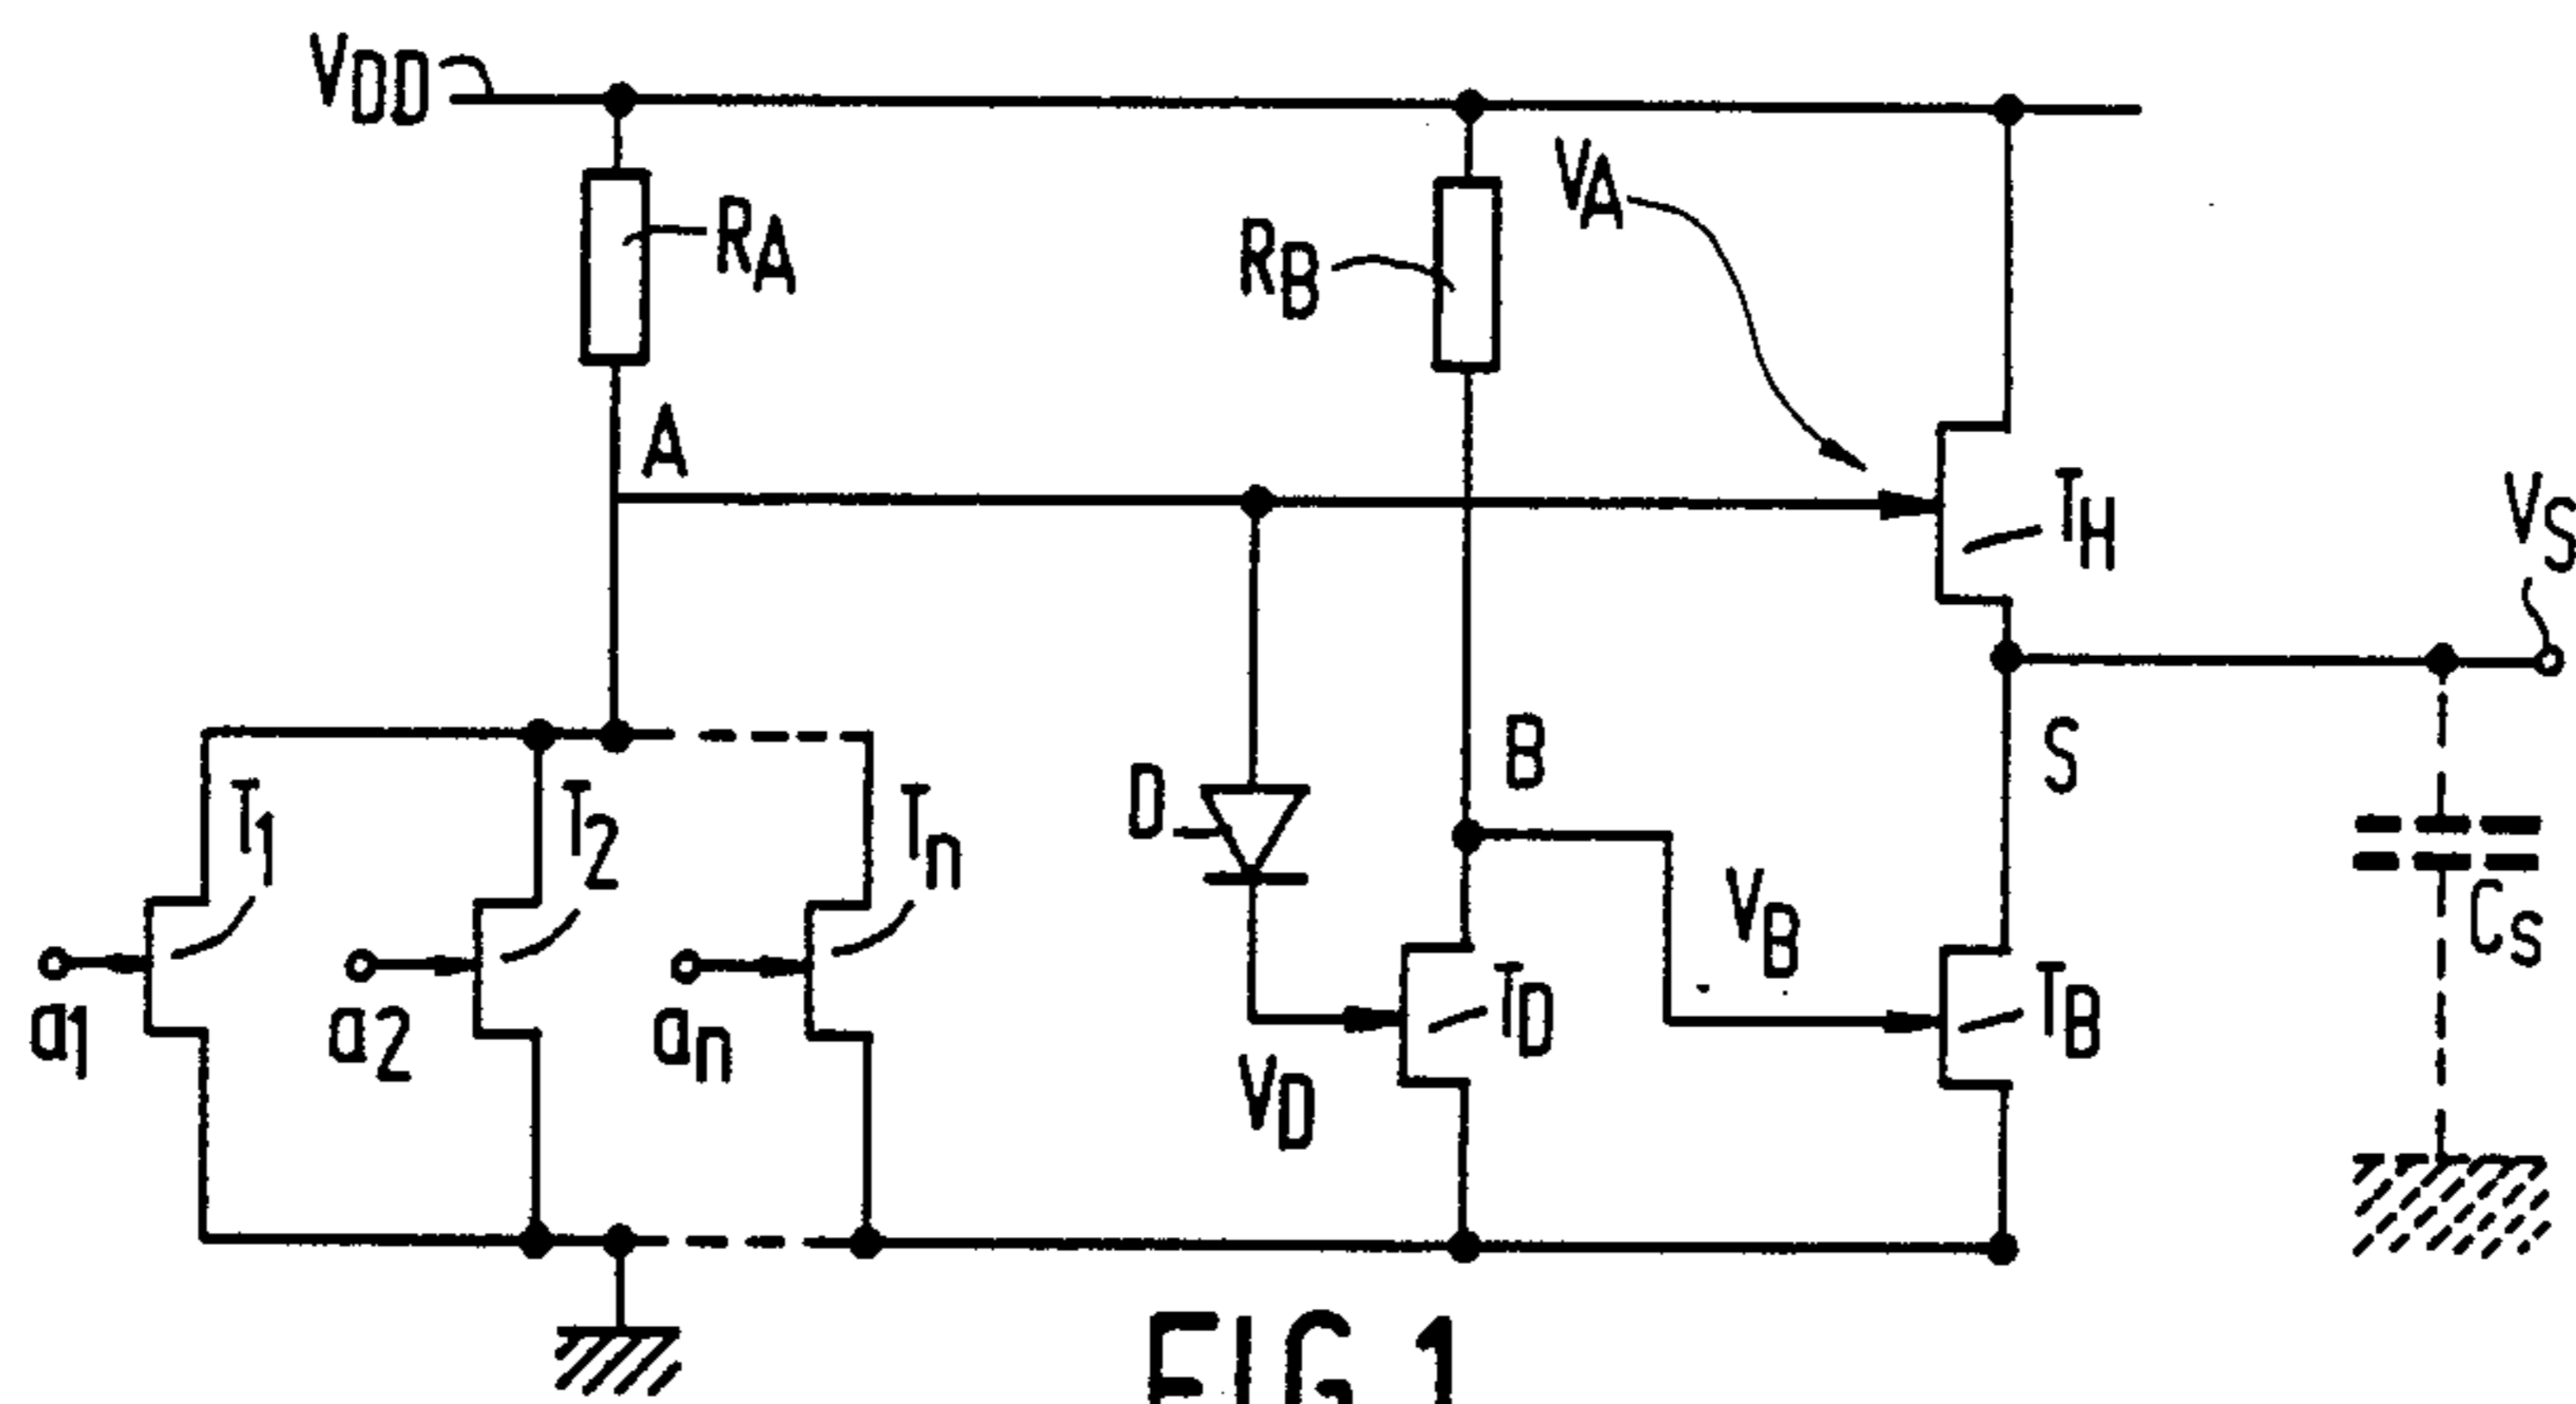 VDD
RA
RB
VA
A
TH
VS
T1
T2
Tn
D
B
S
VB
CS
a1
a2
an
TD
TB
VD
FIG.1